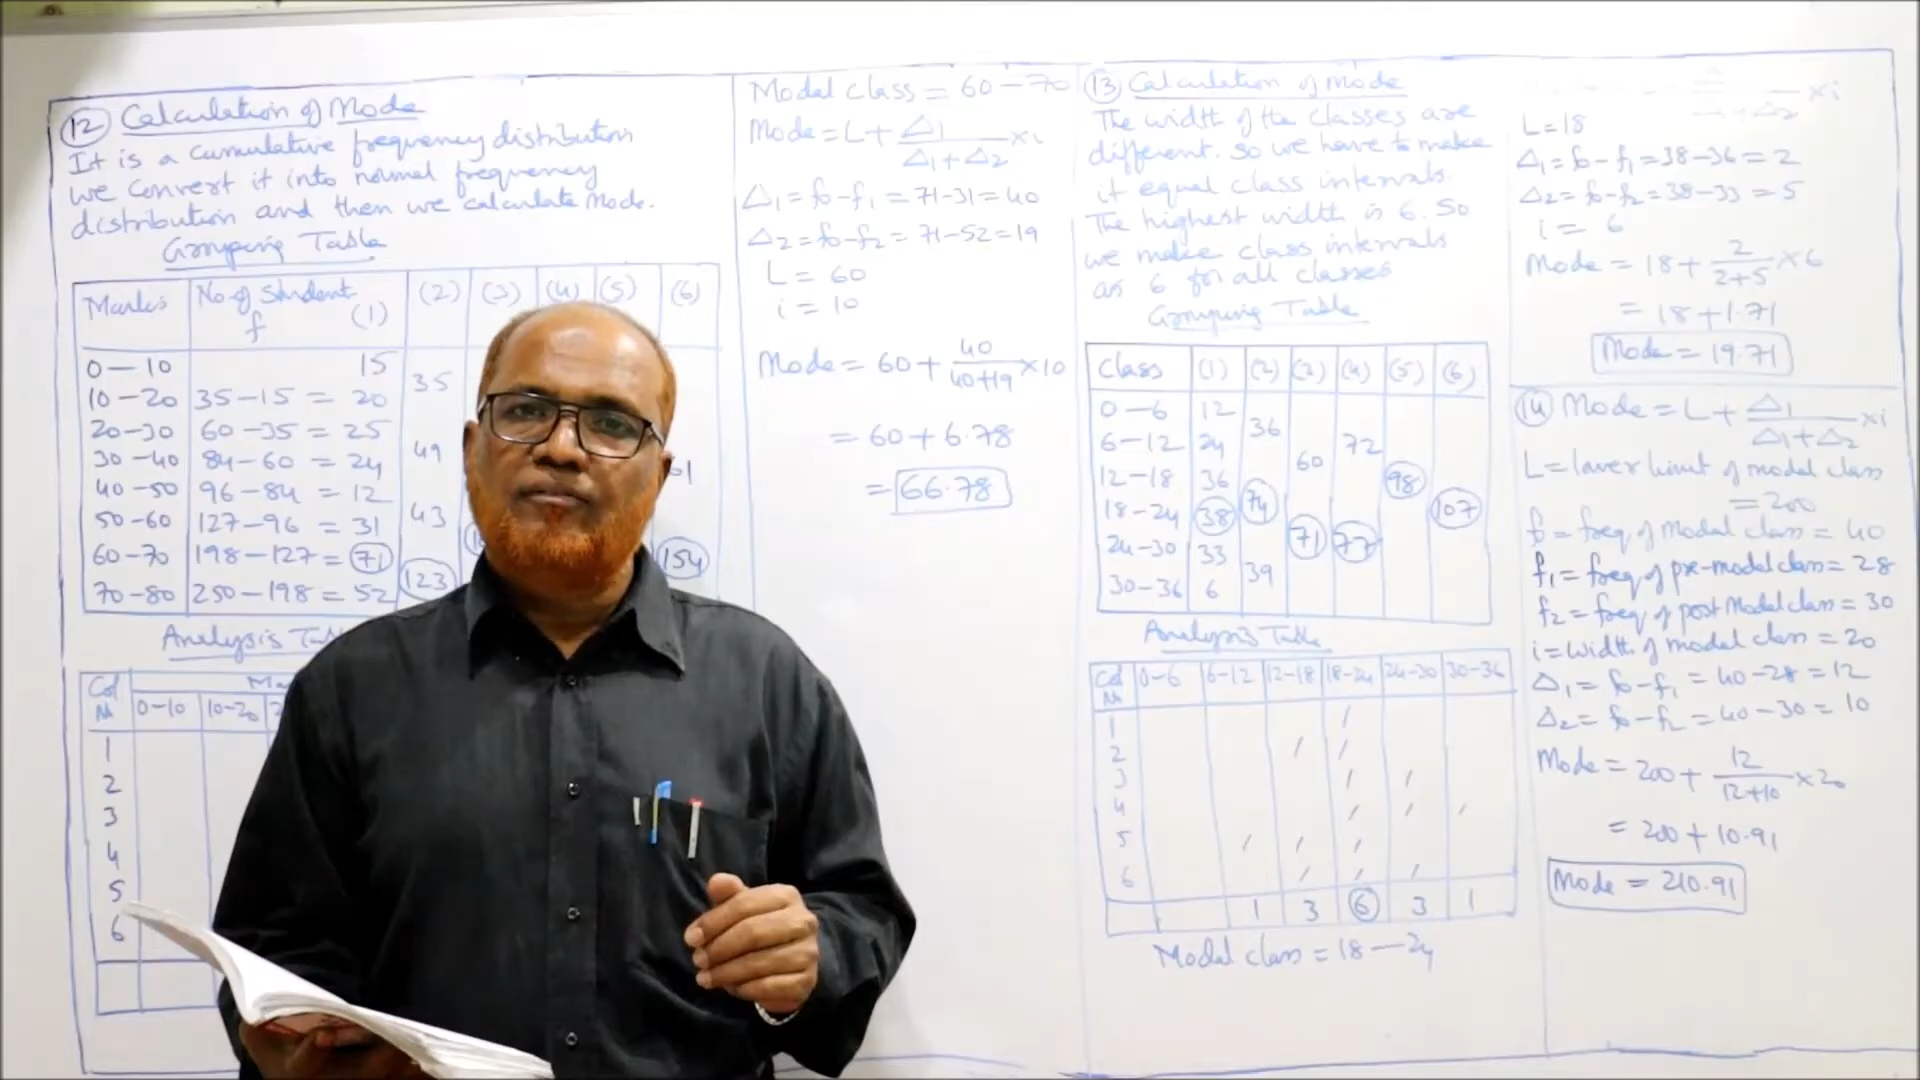 (12) Calculation of Mode
It is a cumulative frequency distribution
we convert it into normal frequency
distribution and then we calculate Mode.
Grouping Table
Marks No of Student f (1) (2) (3) (4) (5) (6)
0-10 15
35
10-20 35-15 = 20
20-30 60-35 = 25
49
30-40 84-60 = 24
61
40-50 96-84 = 12
43
50-60 127-96 = 31
60-70 198-127 = 71
123 154
70-80 250-198 = 52
Analysis
Col No
0-10 10-20
1
2
3
4
5
6
Modal class = 60-70
Mode = L + Δ1/(Δ1+Δ2) × i
Δ1 = f0-f1 = 71-31 = 40
Δ2 = f0-f2 = 71-52 = 19
L = 60
i = 10
Mode = 60 + 40/(40+19) × 10
= 60 + 6.78
= 66.78
(13) Calculation of Mode
The width of the classes are
different. So we have to make
it equal class intervals.
The highest width is 6. So
we make class intervals
as 6 for all classes
Grouping Table
Class (1) (2) (3) (4) (5) (6)
0-6 12
36
6-12 24 72
60
12-18 36 98
74 107
18-24 38
71 77
24-30 33
39
30-36 6
Analysis Table
Col No 0-6 6-12 12-18 18-24 24-30 30-36
1 /
2 / /
3 / /
4 / / /
5 / / /
6 / / /
1 3 6 3 1
Modal class = 18-24
× i
L = 18
Δ1 = f0-f1 = 38-36 = 2
Δ2 = f0-f2 = 38-33 = 5
i = 6
Mode = 18 + 2/(2+5) × 6
= 18 + 1.71
Mode = 19.71
(14) Mode = L + Δ1/(Δ1+Δ2) × i
L = lower limit of modal class
= 200
f0 = freq of Modal class = 40
f1 = freq of pre-modal class = 28
f2 = freq of post Modal class = 30
i = width of modal class = 20
Δ1 = f0-f1 = 40-28 = 12
Δ2 = f0-f2 = 40-30 = 10
Mode = 200 + 12/(12+10) × 20
= 200 + 10.91
Mode = 210.91